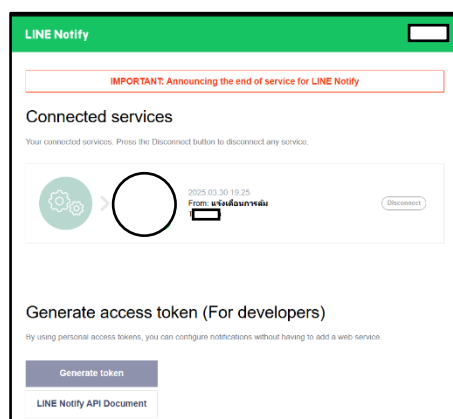 LINE Notify
IMPORTANT: Announcing the end of service for LINE Notify
Connected services
Your connected services. Press the Disconnect button to disconnect any service.
2025.03.30 19:25
From: แจ้งเตือนการล้ม
Disconnect
Generate access token (For developers)
By using personal access tokens, you can configure notifications without having to add a web service.
Generate token
LINE Notify API Document